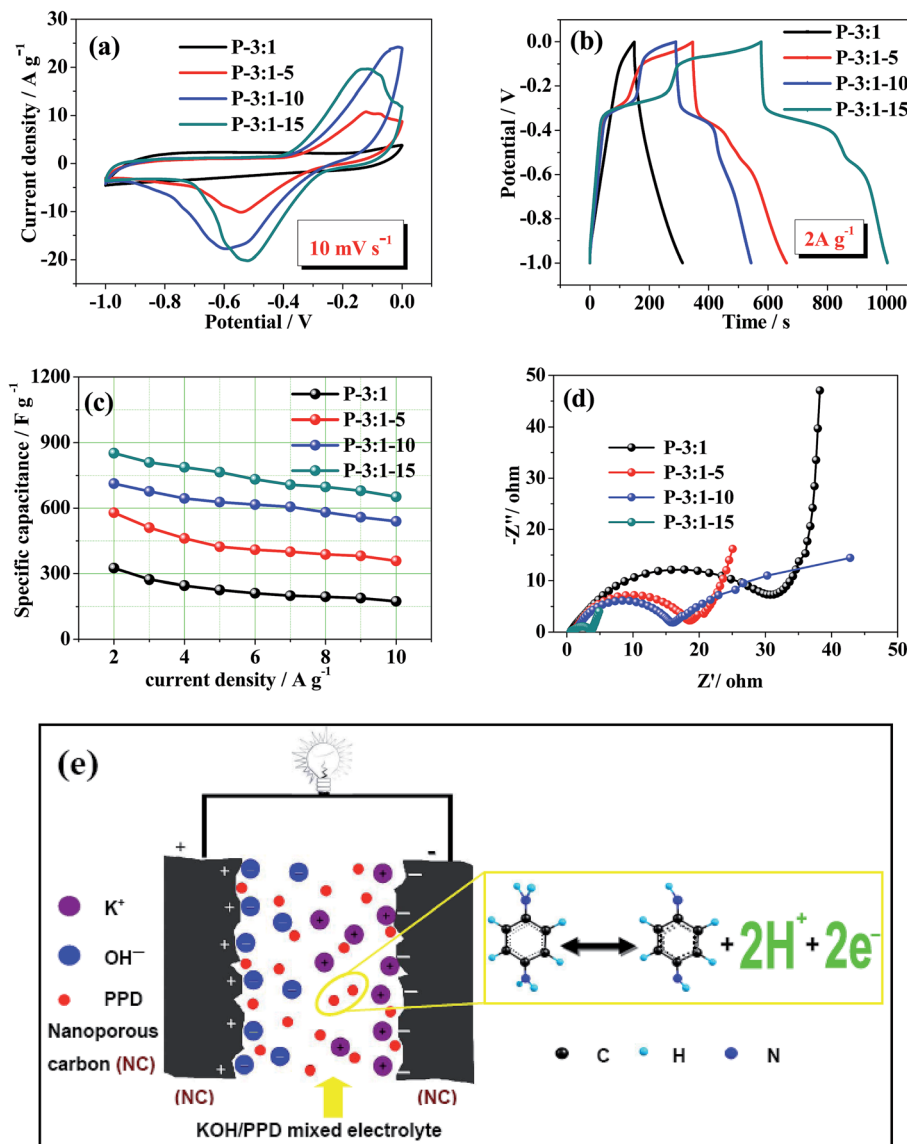 (a)
P-3:1
P-3:1-5
P-3:1-10
P-3:1-15
Current density / A g⁻¹
30
20
10
0
-10
-20
10 mV s⁻¹
-1.0 -0.8 -0.6 -0.4 -0.2 0.0
Potential / V
(b)
P-3:1
P-3:1-5
P-3:1-10
P-3:1-15
Potential / V
0.0
-0.2
-0.4
-0.6
-0.8
-1.0
2A g⁻¹
0 200 400 600 800 1000
Time / s
(c)
P-3:1
P-3:1-5
P-3:1-10
P-3:1-15
Specific capacitance / F g⁻¹
1200
900
600
300
0
2 4 6 8 10
current density / A g⁻¹
(d)
P-3:1
P-3:1-5
P-3:1-10
P-3:1-15
-Z''/ ohm
50
40
30
20
10
0
0 10 20 30 40 50
Z'/ ohm
(e)
+ -
K⁺
OH⁻
PPD
Nanoporous
carbon (NC)
(NC) (NC)
KOH/PPD mixed electrolyte
+ 2H⁺ + 2e⁻
C H N